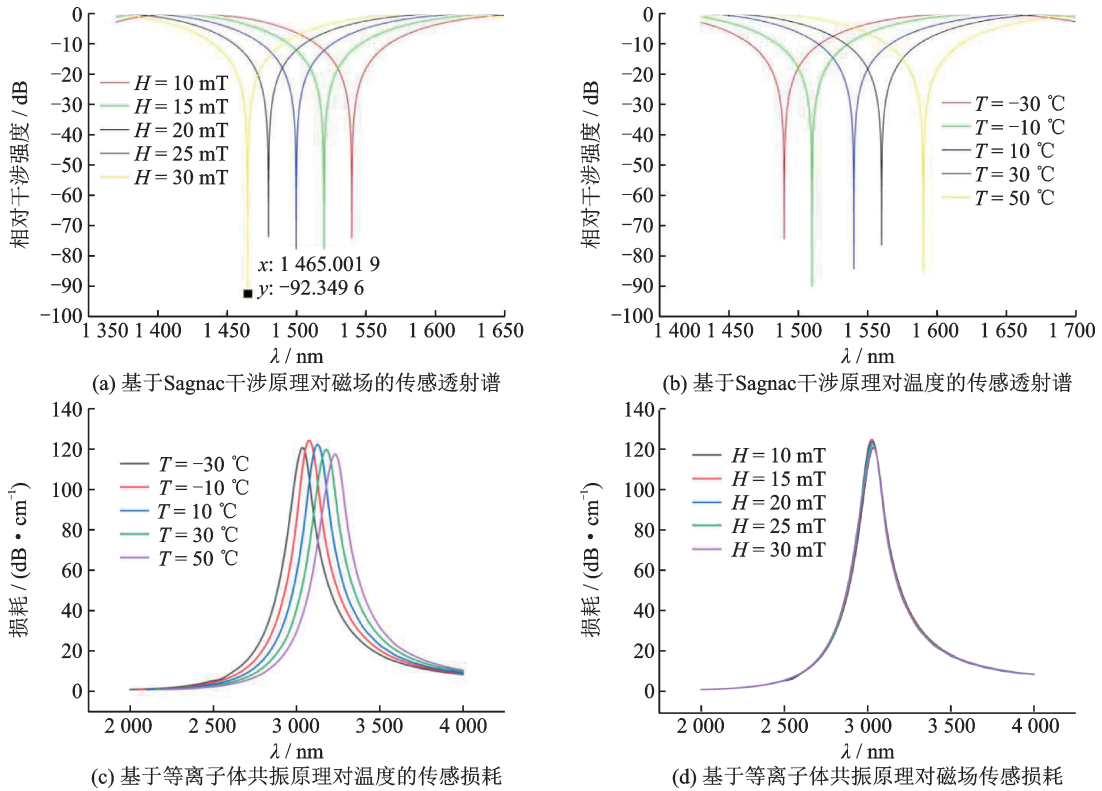 0
−10
−20
−30
−40
−50
−60
−70
−80
−90
−100
相对干涉强度 / dB
H = 10 mT
H = 15 mT
H = 20 mT
H = 25 mT
H = 30 mT
x: 1 465.001 9
y: −92.349 6
1 350 1 400 1 450 1 500 1 550 1 600 1 650
λ / nm
(a) 基于Sagnac干涉原理对磁场的传感透射谱
0
−10
−20
−30
−40
−50
−60
−70
−80
−90
−100
相对干涉强度 / dB
T = −30 ℃
T = −10 ℃
T = 10 ℃
T = 30 ℃
T = 50 ℃
1 400 1 450 1 500 1 550 1 600 1 650 1 700
λ / nm
(b) 基于Sagnac干涉原理对温度的传感透射谱
140
120
100
80
60
40
20
0
损耗 / (dB • cm⁻¹)
T = −30 ℃
T = −10 ℃
T = 10 ℃
T = 30 ℃
T = 50 ℃
2 000 2 500 3 000 3 500 4 000
λ / nm
(c) 基于等离子体共振原理对温度的传感损耗
140
120
100
80
60
40
20
0
损耗 / (dB • cm⁻¹)
H = 10 mT
H = 15 mT
H = 20 mT
H = 25 mT
H = 30 mT
2 000 2 500 3 000 3 500 4 000
λ / nm
(d) 基于等离子体共振原理对磁场传感损耗